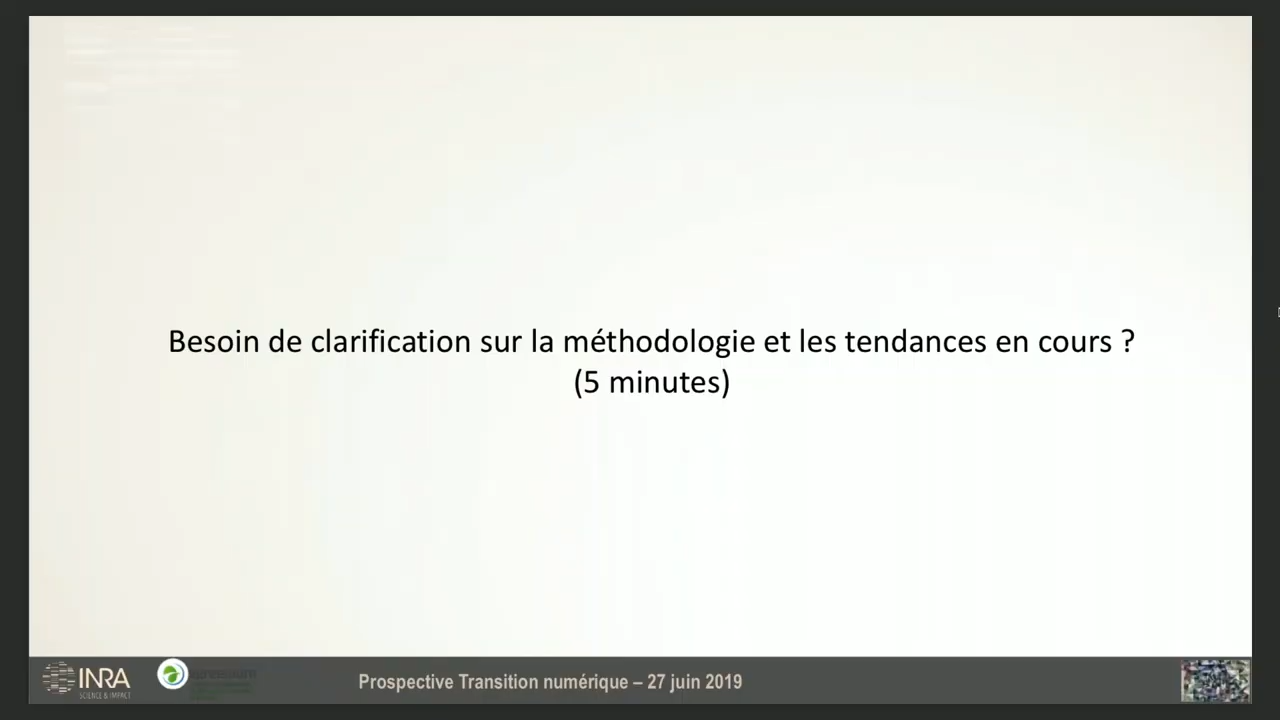 Besoin de clarification sur la méthodologie et les tendances en cours ?
(5 minutes)
INRA
SCIENCE & IMPACT
Prospective Transition numérique – 27 juin 2019